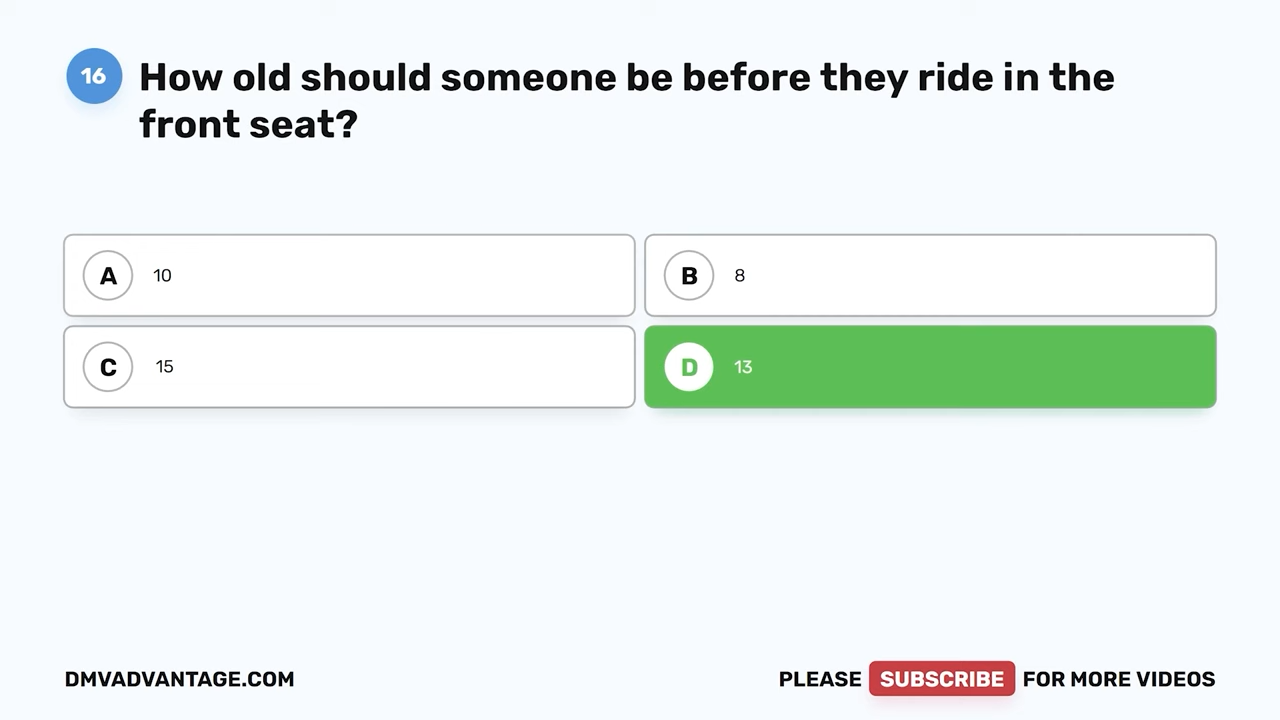 16
How old should someone be before they ride in the
front seat?
A 10
B 8
C 15
D 13
DMVADVANTAGE.COM
PLEASE SUBSCRIBE FOR MORE VIDEOS